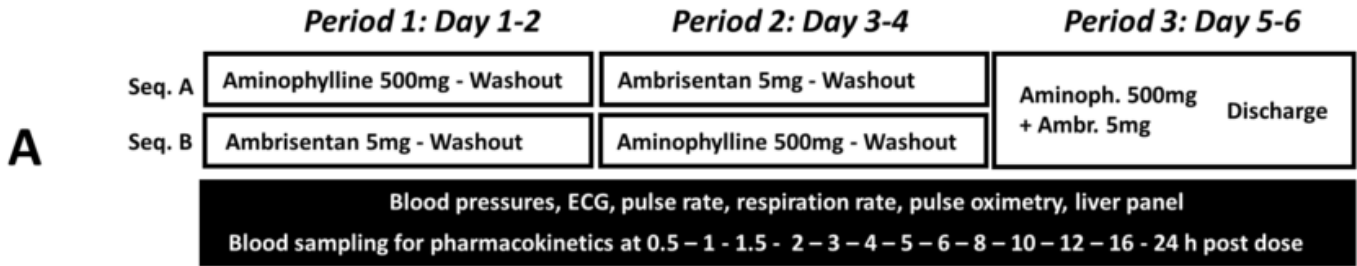 Period 1: Day 1-2 Period 2: Day 3-4 Period 3: Day 5-6
Seq. A Aminophylline 500mg - Washout Ambrisentan 5mg - Washout
Aminoph. 500mg Discharge
+ Ambr. 5mg
A
Seq. B Ambrisentan 5mg - Washout Aminophylline 500mg - Washout
Blood pressures, ECG, pulse rate, respiration rate, pulse oximetry, liver panel
Blood sampling for pharmacokinetics at 0.5 – 1 - 1.5 - 2 – 3 – 4 – 5 – 6 – 8 – 10 – 12 – 16 - 24 h post dose